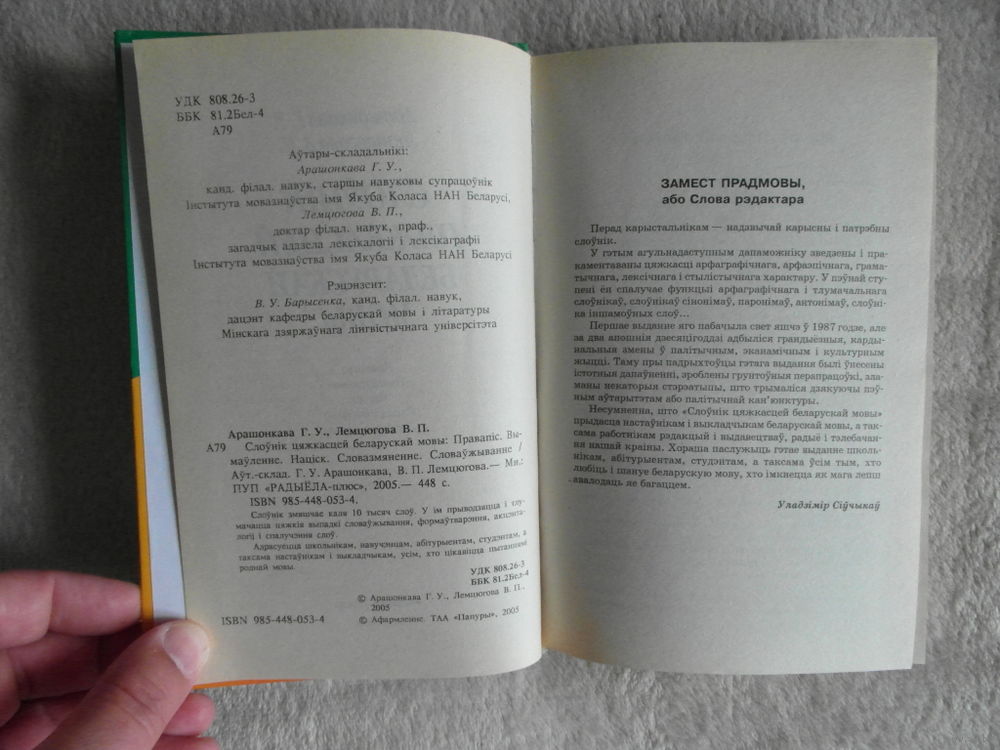 УДК 808.26-3
ББК 81.2Бел-4
А79
Аўтары-складальнікі:
Арашонкава Г. У.,
канд. філал. навук, старшы навуковы супрацоўнік
Інстытута мовазнаўства імя Якуба Коласа НАН Беларусі,
Лемцюгова В. П.,
доктар філал. навук, праф.,
загадчык аддзела лексікалогіі і лексікаграфіі
Інстытута мовазнаўства імя Якуба Коласа НАН Беларусі
Рэцэнзент:
В. У. Барысенка, канд. філал. навук,
дацэнт кафедры беларускай мовы і літаратуры
Мінскага дзяржаўнага лінгвістычнага універсітэта
Арашонкава Г. У., Лемцюгова В. П.
А79 Слоўнік цяжкасцей беларускай мовы: Правапіс. Вы-
маўленне. Націск. Словазмяненне. Словаўжыванне /
Аўт.-склад. Г. У. Арашонкава, В. П. Лемцюгова.— Мн.:
ПУП «РАДЫЁЛА-плюс», 2005.— 448 с.
ISBN 985-448-053-4.
Слоўнік змяшчае каля 10 тысяч слоў. У ім прыводзяцца і тлу-
мачацца цяжкія выпадкі словаўжывання, формаўтварэння, акцэнта-
логіі і спалучэння слоў.
Адрасуецца школьнікам, навучэнцам, абітурыентам, студэнтам, а
таксама настаўнікам і выкладчыкам, усім, хто цікавіцца пытаннямі
роднай мовы.
УДК 808.26-3
ББК 81.2Бел-4
© Арашонкава Г. У., Лемцюгова В. П.,
2005
ISBN 985-448-053-4 © Афармленне. ТАА «Папуры», 2005
ЗАМЕСТ ПРАДМОВЫ,
або Слова рэдактара
Перад карыстальнікам — надзвычай карысны і патрэбны
слоўнік.
У гэтым агульнадаступным дапаможніку зведзены і пра-
каментаваны цяжкасці арфаграфічнага, арфаэпічнага, грама-
тычнага, лексічнага і стылістычнага характару. У пэўнай сту-
пені ён спалучае функцыі арфаграфічнага і тлумачальнага
слоўнікаў, слоўнікаў сінонімаў, паронімаў, антонімаў, слоўні-
ка іншамоўных слоў...
Першае выданне яго пабачыла свет яшчэ ў 1987 годзе, але
за два апошнія дзесяцігоддзі адбыліся грандыёзныя, карды-
нальныя змены ў палітычным, эканамічным і культурным
жыцці. Таму пры падрыхтоўцы гэтага выдання былі ўнесены
істотныя дапаўненні, зроблены грунтоўныя перапрацоўкі, зла-
маны некаторыя стэрэатыпы, што трымаліся дзякуючы пэў-
ным аўтарытэтам або палітычнай кан'юнктуры.
Несумненна, што «Слоўнік цяжкасцей беларускай мовы»
прыдасца настаўнікам і выкладчыкам беларускай мовы, а так-
сама работнікам рэдакцый і выдавецтваў, радыё і тэлебачан-
ня нашай краіны. Хораша паслужыць гэтае выданне школь-
нікам, абітурыентам, студэнтам, а таксама ўсім тым, хто
любіць і шануе беларускую мову, хто імкнецца як мага лепш
авалодаць яе багаццем.
Уладзімір Сіўчыкаў